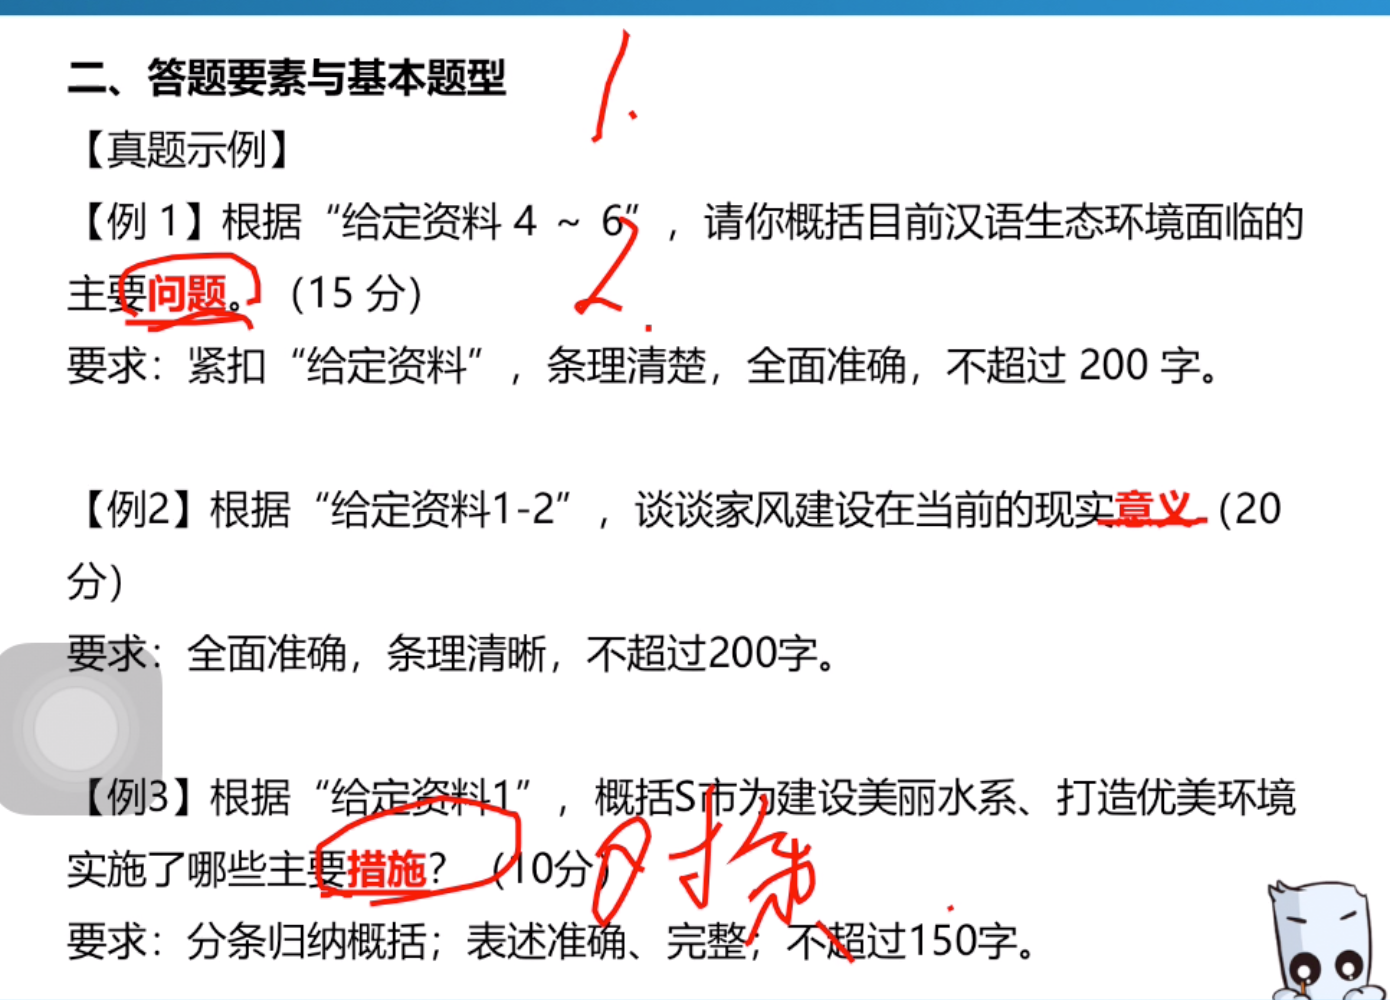 二、答题要素与基本题型
1.
【真题示例】
【例 1】根据“给定资料 4 ~ 6”，请你概括目前汉语生态环境面临的
主要问题。（15 分）
2.
要求：紧扣“给定资料”，条理清楚，全面准确，不超过 200 字。
【例2】根据“给定资料1-2”，谈谈家风建设在当前的现实意义（20
分）
要求：全面准确，条理清晰，不超过200字。
【例3】根据“给定资料1”，概括S市为建设美丽水系、打造优美环境
实施了哪些主要措施？（10分）
要求：分条归纳概括；表述准确、完整；不超过150字。